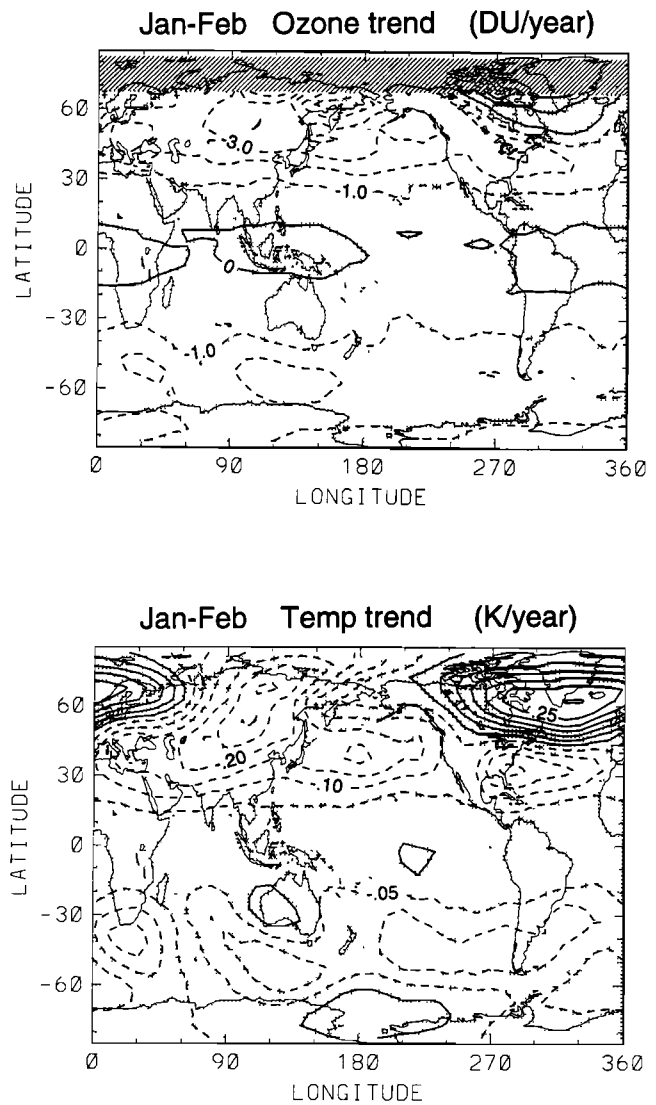 Jan-Feb Ozone trend (DU/year)
60
30
0
-30
-60
LATITUDE
-3.0
-1.0
0
-1.0
0 90 180 270 360
LONGITUDE
Jan-Feb Temp trend (K/year)
60
30
0
-30
-60
LATITUDE
.25
.20
.10
.05
0 90 180 270 360
LONGITUDE